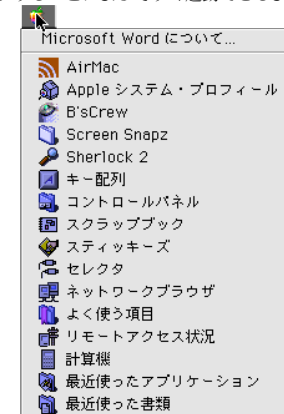 Microsoft Word について...
AirMac
Apple システム・プロフィール
B'sCrew
Screen Snapz
Sherlock 2
キー配列
コントロールパネル
スクラップブック
スティッキーズ
セレクタ
ネットワークブラウザ
よく使う項目
リモートアクセス状況
計算機
最近使ったアプリケーション
最近使った書類